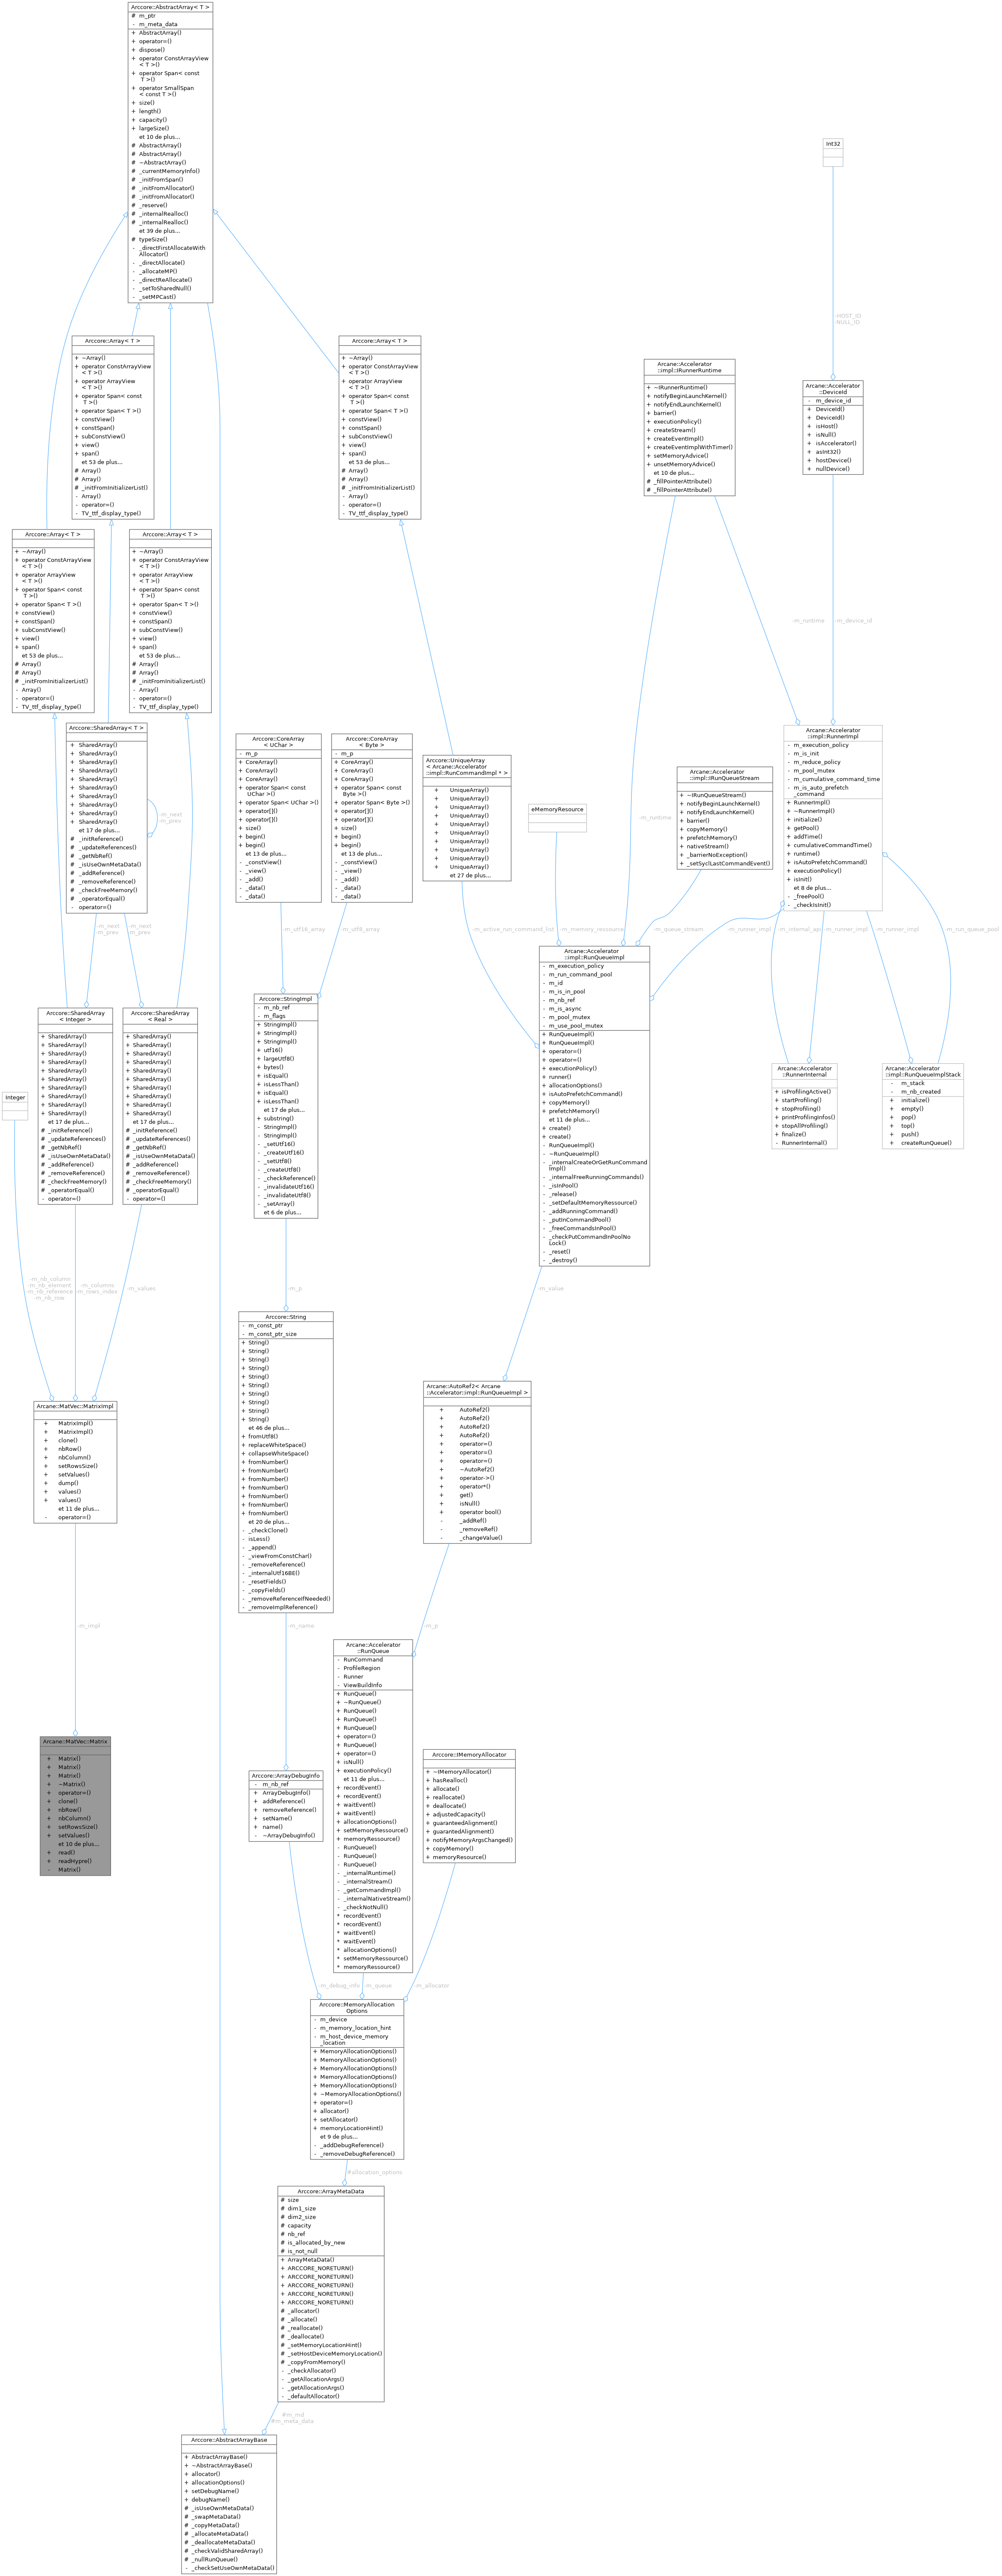 Arccore::AbstractArray< T >
# m_ptr
- m_meta_data
+ AbstractArray()
+ operator=()
+ dispose()
+ operator ConstArrayView
< T >()
+ operator Span< const
T >()
+ operator SmallSpan
< const T >()
+ size()
+ length()
+ capacity()
+ largeSize()
et 10 de plus...
# AbstractArray()
# AbstractArray()
# ~AbstractArray()
# _currentMemoryInfo()
# _initFromSpan()
# _initFromAllocator()
# _initFromAllocator()
# _reserve()
# _internalRealloc()
# _internalRealloc()
et 39 de plus...
# typeSize()
- _directFirstAllocateWith
Allocator()
- _directAllocate()
- _allocateMP()
- _directReAllocate()
- _setToSharedNull()
- _setMPCast()
Int32
-HOST_ID
-NULL_ID
Arccore::Array< T >
+ ~Array()
+ operator ConstArrayView
< T >()
+ operator ArrayView
< T >()
+ operator Span< const
T >()
+ operator Span< T >()
+ constView()
+ constSpan()
+ subConstView()
+ view()
+ span()
et 53 de plus...
# Array()
# Array()
# _initFromInitializerList()
- Array()
- operator=()
- TV_ttf_display_type()
Arccore::Array< T >
+ ~Array()
+ operator ConstArrayView
< T >()
+ operator ArrayView
< T >()
+ operator Span< const
T >()
+ operator Span< T >()
+ constView()
+ constSpan()
+ subConstView()
+ view()
+ span()
et 53 de plus...
# Array()
# Array()
# _initFromInitializerList()
- Array()
- operator=()
- TV_ttf_display_type()
Arcane::Accelerator
::impl::IRunnerRuntime
+ ~IRunnerRuntime()
+ notifyBeginLaunchKernel()
+ notifyEndLaunchKernel()
+ barrier()
+ executionPolicy()
+ createStream()
+ createEventImpl()
+ createEventImplWithTimer()
+ setMemoryAdvice()
+ unsetMemoryAdvice()
et 10 de plus...
# _fillPointerAttribute()
# _fillPointerAttribute()
Arcane::Accelerator
::DeviceId
- m_device_id
+ DeviceId()
+ DeviceId()
+ isHost()
+ isNull()
+ isAccelerator()
+ asInt32()
+ hostDevice()
+ nullDevice()
Arccore::Array< T >
+ ~Array()
+ operator ConstArrayView
< T >()
+ operator ArrayView
< T >()
+ operator Span< const
T >()
+ operator Span< T >()
+ constView()
+ constSpan()
+ subConstView()
+ view()
+ span()
et 53 de plus...
# Array()
# Array()
# _initFromInitializerList()
- Array()
- operator=()
- TV_ttf_display_type()
Arccore::Array< T >
+ ~Array()
+ operator ConstArrayView
< T >()
+ operator ArrayView
< T >()
+ operator Span< const
T >()
+ operator Span< T >()
+ constView()
+ constSpan()
+ subConstView()
+ view()
+ span()
et 53 de plus...
# Array()
# Array()
# _initFromInitializerList()
- Array()
- operator=()
- TV_ttf_display_type()
-m_runtime
-m_device_id
Arccore::SharedArray< T >
+ SharedArray()
+ SharedArray()
+ SharedArray()
+ SharedArray()
+ SharedArray()
+ SharedArray()
+ SharedArray()
+ SharedArray()
+ SharedArray()
+ SharedArray()
et 17 de plus...
# _initReference()
# _updateReferences()
# _getNbRef()
# _isUseOwnMetaData()
# _addReference()
# _removeReference()
# _checkFreeMemory()
# _operatorEqual()
- operator=()
-m_next
-m_prev
Arccore::CoreArray
< UChar >
- m_p
+ CoreArray()
+ CoreArray()
+ CoreArray()
+ operator Span< const
UChar >()
+ operator Span< UChar >()
+ operator[]()
+ operator[]()
+ size()
+ begin()
+ begin()
et 13 de plus...
- _constView()
- _view()
- _add()
- _data()
- _data()
Arccore::CoreArray
< Byte >
- m_p
+ CoreArray()
+ CoreArray()
+ CoreArray()
+ operator Span< const
Byte >()
+ operator Span< Byte >()
+ operator[]()
+ operator[]()
+ size()
+ begin()
+ begin()
et 13 de plus...
- _constView()
- _view()
- _add()
- _data()
- _data()
Arccore::UniqueArray
< Arcane::Accelerator
::impl::RunCommandImpl * >
+ UniqueArray()
+ UniqueArray()
+ UniqueArray()
+ UniqueArray()
+ UniqueArray()
+ UniqueArray()
+ UniqueArray()
+ UniqueArray()
+ UniqueArray()
+ UniqueArray()
et 27 de plus...
eMemoryResource
-m_runtime
Arcane::Accelerator
::impl::IRunQueueStream
+ ~IRunQueueStream()
+ notifyBeginLaunchKernel()
+ notifyEndLaunchKernel()
+ barrier()
+ copyMemory()
+ prefetchMemory()
+ nativeStream()
+ _barrierNoException()
+ _setSyclLastCommandEvent()
Arcane::Accelerator
::impl::RunnerImpl
- m_execution_policy
- m_is_init
- m_reduce_policy
- m_pool_mutex
- m_cumulative_command_time
- m_is_auto_prefetch
_command
+ RunnerImpl()
+ ~RunnerImpl()
+ initialize()
+ getPool()
+ addTime()
+ cumulativeCommandTime()
+ runtime()
+ isAutoPrefetchCommand()
+ executionPolicy()
+ isInit()
et 8 de plus...
- _freePool()
- _checkIsInit()
-m_next
-m_prev
-m_next
-m_prev
-m_utf16_array
-m_utf8_array
-m_active_run_command_list
-m_memory_ressource
-m_queue_stream
-m_runner_impl
-m_internal_api
-m_runner_impl
-m_runner_impl
-m_run_queue_pool
Arccore::SharedArray
< Integer >
+ SharedArray()
+ SharedArray()
+ SharedArray()
+ SharedArray()
+ SharedArray()
+ SharedArray()
+ SharedArray()
+ SharedArray()
+ SharedArray()
+ SharedArray()
et 17 de plus...
# _initReference()
# _updateReferences()
# _getNbRef()
# _isUseOwnMetaData()
# _addReference()
# _removeReference()
# _checkFreeMemory()
# _operatorEqual()
- operator=()
Arccore::SharedArray
< Real >
+ SharedArray()
+ SharedArray()
+ SharedArray()
+ SharedArray()
+ SharedArray()
+ SharedArray()
+ SharedArray()
+ SharedArray()
+ SharedArray()
+ SharedArray()
et 17 de plus...
# _initReference()
# _updateReferences()
# _getNbRef()
# _isUseOwnMetaData()
# _addReference()
# _removeReference()
# _checkFreeMemory()
# _operatorEqual()
- operator=()
Integer
Arccore::StringImpl
- m_nb_ref
- m_flags
+ StringImpl()
+ StringImpl()
+ StringImpl()
+ utf16()
+ largeUtf8()
+ bytes()
+ isEqual()
+ isLessThan()
+ isEqual()
+ isLessThan()
et 17 de plus...
+ substring()
- StringImpl()
- StringImpl()
- _setUtf16()
- _createUtf16()
- _setUtf8()
- _createUtf8()
- _checkReference()
- _invalidateUtf16()
- _invalidateUtf8()
- _setArray()
et 6 de plus...
Arcane::Accelerator
::impl::RunQueueImpl
- m_execution_policy
- m_run_command_pool
- m_id
- m_is_in_pool
- m_nb_ref
- m_is_async
- m_pool_mutex
- m_use_pool_mutex
+ RunQueueImpl()
+ RunQueueImpl()
+ operator=()
+ operator=()
+ executionPolicy()
+ runner()
+ allocationOptions()
+ isAutoPrefetchCommand()
+ copyMemory()
+ prefetchMemory()
et 11 de plus...
+ create()
+ create()
- RunQueueImpl()
- ~RunQueueImpl()
- _internalCreateOrGetRunCommand
Impl()
- _internalFreeRunningCommands()
- _isInPool()
- _release()
- _setDefaultMemoryRessource()
- _addRunningCommand()
- _putInCommandPool()
- _freeCommandsInPool()
- _checkPutCommandInPoolNo
Lock()
- _reset()
- _destroy()
Arcane::Accelerator
::RunnerInternal
+ isProfilingActive()
+ startProfiling()
+ stopProfiling()
+ printProfilingInfos()
+ stopAllProfiling()
+ finalize()
- RunnerInternal()
Arcane::Accelerator
::impl::RunQueueImplStack
- m_stack
- m_nb_created
+ initialize()
+ empty()
+ pop()
+ top()
+ push()
+ createRunQueue()
-m_nb_column
-m_nb_element
-m_nb_reference
-m_nb_row
-m_columns
-m_rows_index
-m_values
-m_p
-m_value
Arcane::MatVec::MatrixImpl
+ MatrixImpl()
+ MatrixImpl()
+ clone()
+ nbRow()
+ nbColumn()
+ setRowsSize()
+ setValues()
+ dump()
+ values()
+ values()
et 11 de plus...
- operator=()
Arccore::String
- m_const_ptr
- m_const_ptr_size
+ String()
+ String()
+ String()
+ String()
+ String()
+ String()
+ String()
+ String()
+ String()
+ String()
et 46 de plus...
+ fromUtf8()
+ replaceWhiteSpace()
+ collapseWhiteSpace()
+ fromNumber()
+ fromNumber()
+ fromNumber()
+ fromNumber()
+ fromNumber()
+ fromNumber()
+ fromNumber()
et 20 de plus...
- _checkClone()
- isLess()
- _append()
- _viewFromConstChar()
- _removeReference()
- _internalUtf16BE()
- _resetFields()
- _copyFields()
- _removeReferenceIfNeeded()
- _removeImplReference()
Arcane::AutoRef2< Arcane
::Accelerator::impl::RunQueueImpl >
+ AutoRef2()
+ AutoRef2()
+ AutoRef2()
+ AutoRef2()
+ operator=()
+ operator=()
+ operator=()
+ ~AutoRef2()
+ operator->()
+ operator*()
+ get()
+ isNull()
+ operator bool()
- _addRef()
- _removeRef()
- _changeValue()
-m_impl
-m_name
-m_p
Arcane::MatVec::Matrix
+ Matrix()
+ Matrix()
+ Matrix()
+ ~Matrix()
+ operator=()
+ clone()
+ nbRow()
+ nbColumn()
+ setRowsSize()
+ setValues()
et 10 de plus...
+ read()
+ readHypre()
- Matrix()
Arccore::ArrayDebugInfo
- m_nb_ref
+ ArrayDebugInfo()
+ addReference()
+ removeReference()
+ setName()
+ name()
- ~ArrayDebugInfo()
Arcane::Accelerator
::RunQueue
- RunCommand
- ProfileRegion
- Runner
- ViewBuildInfo
+ RunQueue()
+ ~RunQueue()
+ RunQueue()
+ RunQueue()
+ RunQueue()
+ operator=()
+ RunQueue()
+ operator=()
+ isNull()
+ executionPolicy()
et 11 de plus...
+ recordEvent()
+ recordEvent()
+ waitEvent()
+ waitEvent()
+ allocationOptions()
+ setMemoryRessource()
+ memoryRessource()
- RunQueue()
- RunQueue()
- RunQueue()
- _internalRuntime()
- _internalStream()
- _getCommandImpl()
- _internalNativeStream()
- _checkNotNull()
* recordEvent()
* recordEvent()
* waitEvent()
* waitEvent()
* allocationOptions()
* setMemoryRessource()
* memoryRessource()
Arccore::IMemoryAllocator
+ ~IMemoryAllocator()
+ hasRealloc()
+ allocate()
+ reallocate()
+ deallocate()
+ adjustedCapacity()
+ guaranteedAlignment()
+ guarantedAlignment()
+ notifyMemoryArgsChanged()
+ copyMemory()
+ memoryResource()
-m_debug_info
-m_queue
-m_allocator
Arccore::MemoryAllocation
Options
- m_device
- m_memory_location_hint
- m_host_device_memory
_location
+ MemoryAllocationOptions()
+ MemoryAllocationOptions()
+ MemoryAllocationOptions()
+ MemoryAllocationOptions()
+ MemoryAllocationOptions()
+ ~MemoryAllocationOptions()
+ operator=()
+ allocator()
+ setAllocator()
+ memoryLocationHint()
et 9 de plus...
- _addDebugReference()
- _removeDebugReference()
#allocation_options
Arccore::ArrayMetaData
# size
# dim1_size
# dim2_size
# capacity
# nb_ref
# is_allocated_by_new
# is_not_null
+ ArrayMetaData()
+ ARCCORE_NORETURN()
+ ARCCORE_NORETURN()
+ ARCCORE_NORETURN()
+ ARCCORE_NORETURN()
+ ARCCORE_NORETURN()
# _allocator()
# _allocate()
# _reallocate()
# _deallocate()
# _setMemoryLocationHint()
# _setHostDeviceMemoryLocation()
# _copyFromMemory()
- _checkAllocator()
- _getAllocationArgs()
- _getAllocationArgs()
- _defaultAllocator()
#m_md
#m_meta_data
Arccore::AbstractArrayBase
+ AbstractArrayBase()
+ ~AbstractArrayBase()
+ allocator()
+ allocationOptions()
+ setDebugName()
+ debugName()
# _isUseOwnMetaData()
# _swapMetaData()
# _copyMetaData()
# _allocateMetaData()
# _deallocateMetaData()
# _checkValidSharedArray()
# _nullRunQueue()
- _checkSetUseOwnMetaData()